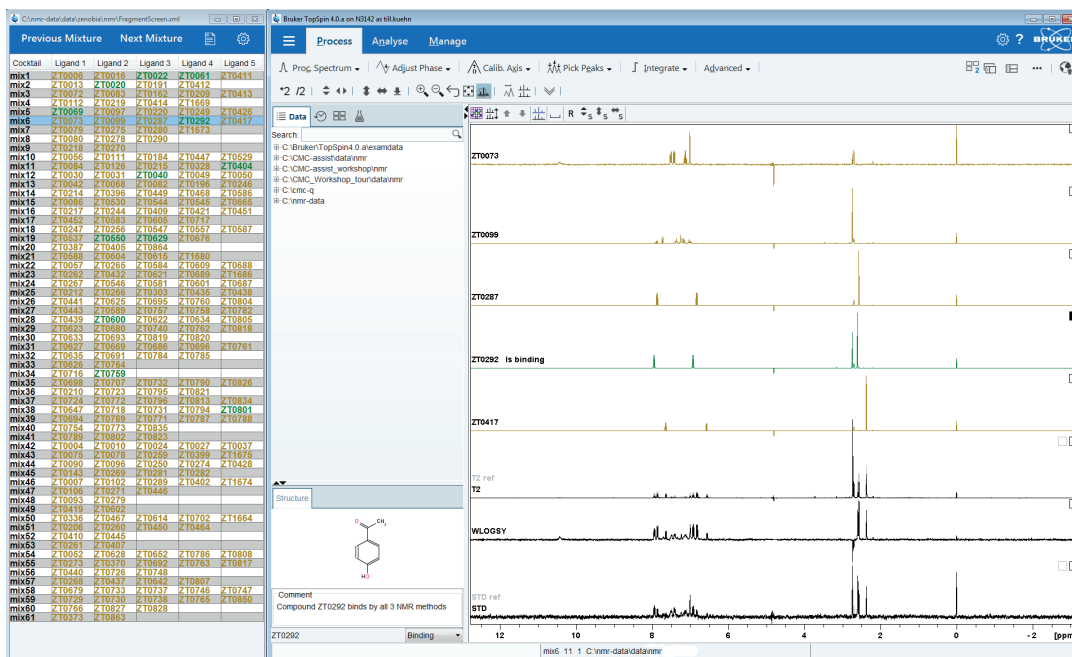 C:\nmr-data\data\zenobia\nmr\FragmentScreen.xml
Previous Mixture Next Mixture
Cocktail Ligand 1 Ligand 2 Ligand 3 Ligand 4 Ligand 5
mix1 ZT0006 ZT0016 ZT0022 ZT0061 ZT0411
mix2 ZT0013 ZT0020 ZT0191 ZT0412
mix3 ZT0072 ZT0083 ZT0162 ZT0209 ZT0413
mix4 ZT0112 ZT0219 ZT0414 ZT1669
mix5 ZT0069 ZT0097 ZT0220 ZT0249 ZT0426
mix6 ZT0073 ZT0099 ZT0287 ZT0292 ZT0417
mix7 ZT0079 ZT0275 ZT0280 ZT1673
mix8 ZT0080 ZT0278 ZT0290
mix9 ZT0218 ZT0270
mix10 ZT0056 ZT0111 ZT0184 ZT0447 ZT0529
mix11 ZT0084 ZT0126 ZT0215 ZT0328 ZT0404
mix12 ZT0030 ZT0031 ZT0040 ZT0049 ZT0050
mix13 ZT0042 ZT0068 ZT0082 ZT0196 ZT0246
mix14 ZT0214 ZT0396 ZT0449 ZT0468 ZT0586
mix15 ZT0086 ZT0530 ZT0544 ZT0545 ZT0665
mix16 ZT0217 ZT0244 ZT0409 ZT0421 ZT0451
mix17 ZT0452 ZT0583 ZT0605 ZT0717
mix18 ZT0247 ZT0256 ZT0547 ZT0557 ZT0587
mix19 ZT0537 ZT0550 ZT0629 ZT0676
mix20 ZT0387 ZT0405 ZT0864
mix21 ZT0588 ZT0604 ZT0615 ZT1680
mix22 ZT0057 ZT0265 ZT0584 ZT0609 ZT0688
mix23 ZT0262 ZT0432 ZT0621 ZT0689 ZT1686
mix24 ZT0267 ZT0546 ZT0581 ZT0601 ZT0687
mix25 ZT0212 ZT0266 ZT0303 ZT0435 ZT0438
mix26 ZT0441 ZT0625 ZT0695 ZT0760 ZT0804
mix27 ZT0443 ZT0589 ZT0757 ZT0758 ZT0782
mix28 ZT0439 ZT0600 ZT0622 ZT0634 ZT0805
mix29 ZT0623 ZT0680 ZT0740 ZT0762 ZT0818
mix30 ZT0633 ZT0693 ZT0819 ZT0820
mix31 ZT0627 ZT0669 ZT0686 ZT0696 ZT0761
mix32 ZT0635 ZT0691 ZT0784 ZT0785
mix33 ZT0626 ZT0764
mix34 ZT0716 ZT0759
mix35 ZT0698 ZT0707 ZT0732 ZT0790 ZT0826
mix36 ZT0210 ZT0723 ZT0795 ZT0821
mix37 ZT0724 ZT0772 ZT0796 ZT0813 ZT0834
mix38 ZT0647 ZT0718 ZT0731 ZT0794 ZT0801
mix39 ZT0694 ZT0769 ZT0771 ZT0787 ZT0788
mix40 ZT0754 ZT0773 ZT0835
mix41 ZT0789 ZT0802 ZT0823
mix42 ZT0004 ZT0010 ZT0024 ZT0027 ZT0037
mix43 ZT0075 ZT0078 ZT0259 ZT0399 ZT1675
mix44 ZT0090 ZT0096 ZT0250 ZT0274 ZT0428
mix45 ZT0143 ZT0269 ZT0281 ZT0282
mix46 ZT0007 ZT0102 ZT0289 ZT0402 ZT1674
mix47 ZT0106 ZT0271 ZT0446
mix48 ZT0093 ZT0279
mix49 ZT0419 ZT0602
mix50 ZT0336 ZT0467 ZT0614 ZT0702 ZT1664
mix51 ZT0206 ZT0260 ZT0450 ZT0464
mix52 ZT0410 ZT0445
mix53 ZT0261 ZT0407
mix54 ZT0052 ZT0628 ZT0652 ZT0786 ZT0808
mix55 ZT0273 ZT0370 ZT0692 ZT0763 ZT0817
mix56 ZT0440 ZT0726 ZT0748
mix57 ZT0268 ZT0437 ZT0642 ZT0807
mix58 ZT0679 ZT0733 ZT0737 ZT0746 ZT0747
mix59 ZT0729 ZT0730 ZT0738 ZT0765 ZT0850
mix60 ZT0766 ZT0827 ZT0828
mix61 ZT0373 ZT0863
Bruker TopSpin 4.0.a on N3142 as till.kuehn
Process Analyse Manage
? BRUKER
Proc. Spectrum Adjust Phase Calib. Axis Pick Peaks Integrate Advanced
*2 /2
Data
R S S S
Search:
C:\Bruker\TopSpin4.0.a\examdata
C:\CMC-assist\data\nmr
C:\CMC-assist_workshop\nmr
C:\CMC_Workshop_tour\data\nmr
C:\cmc-q
C:\nmr-data
Structure
O CH3
HO
Comment
Compound ZT0292 binds by all 3 NMR methods
ZT0292 Binding
ZT0073
ZT0099
ZT0287
ZT0292 Is binding
ZT0417
T2 ref
T2
WLOGSY
STD ref
STD
12 10 8 6 4 2 0 - 2 [ppm]
mix6 11 1 C:\nmr-data\data\nmr